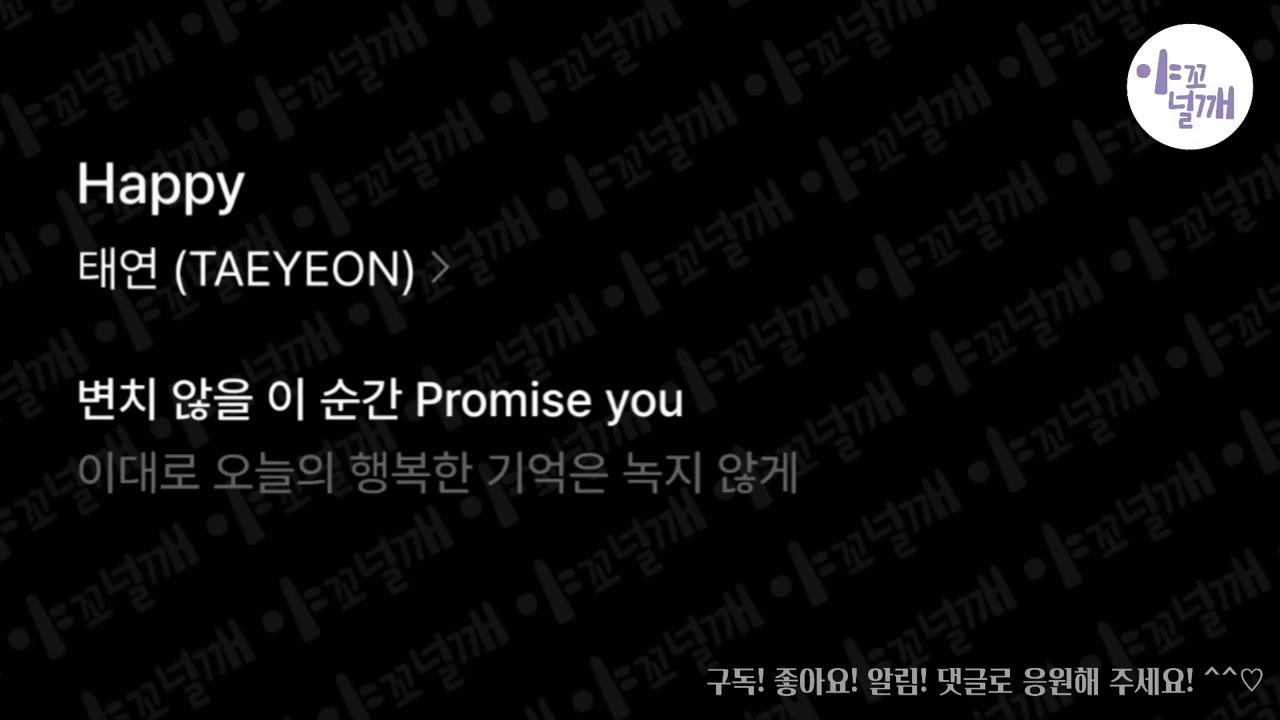 야꼬
널깨
Happy
태연 (TAEYEON) >
변치 않을 이 순간 Promise you
이대로 오늘의 행복한 기억은 녹지 않게
구독! 좋아요! 알림! 댓글로 응원해 주세요! ^^♡